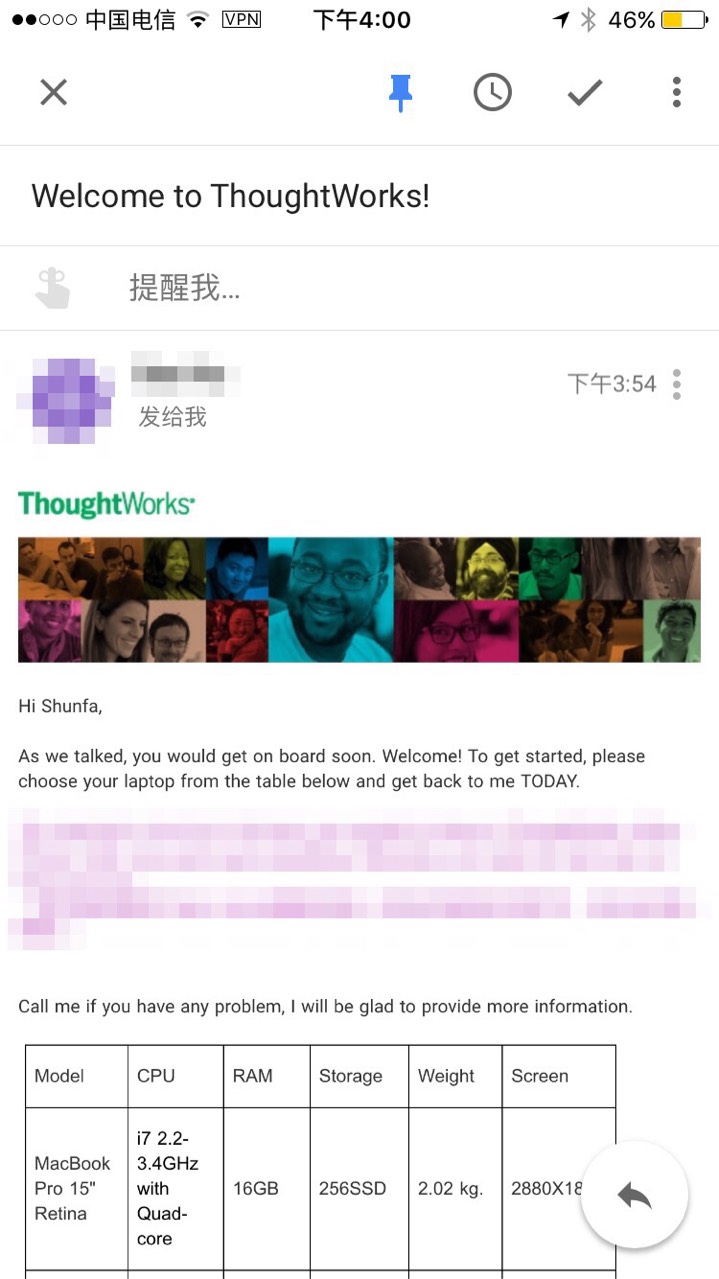 中国电信 VPN 下午4:00 46%
Welcome to ThoughtWorks!
提醒我...
下午3:54
发给我
ThoughtWorks
Hi Shunfa,
As we talked, you would get on board soon. Welcome! To get started, please
choose your laptop from the table below and get back to me TODAY.
Call me if you have any problem, I will be glad to provide more information.
Model CPU RAM Storage Weight Screen
MacBook Pro 15" Retina i7 2.2-3.4GHz with Quad-core 16GB 256SSD 2.02 kg. 2880X18